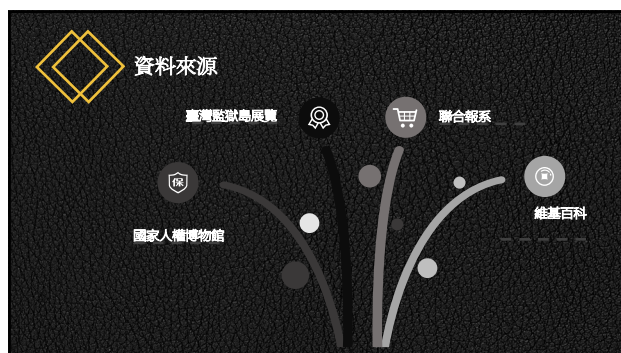 資料來源
臺灣監獄島展覽
聯合報系
保
維基百科
國家人權博物館